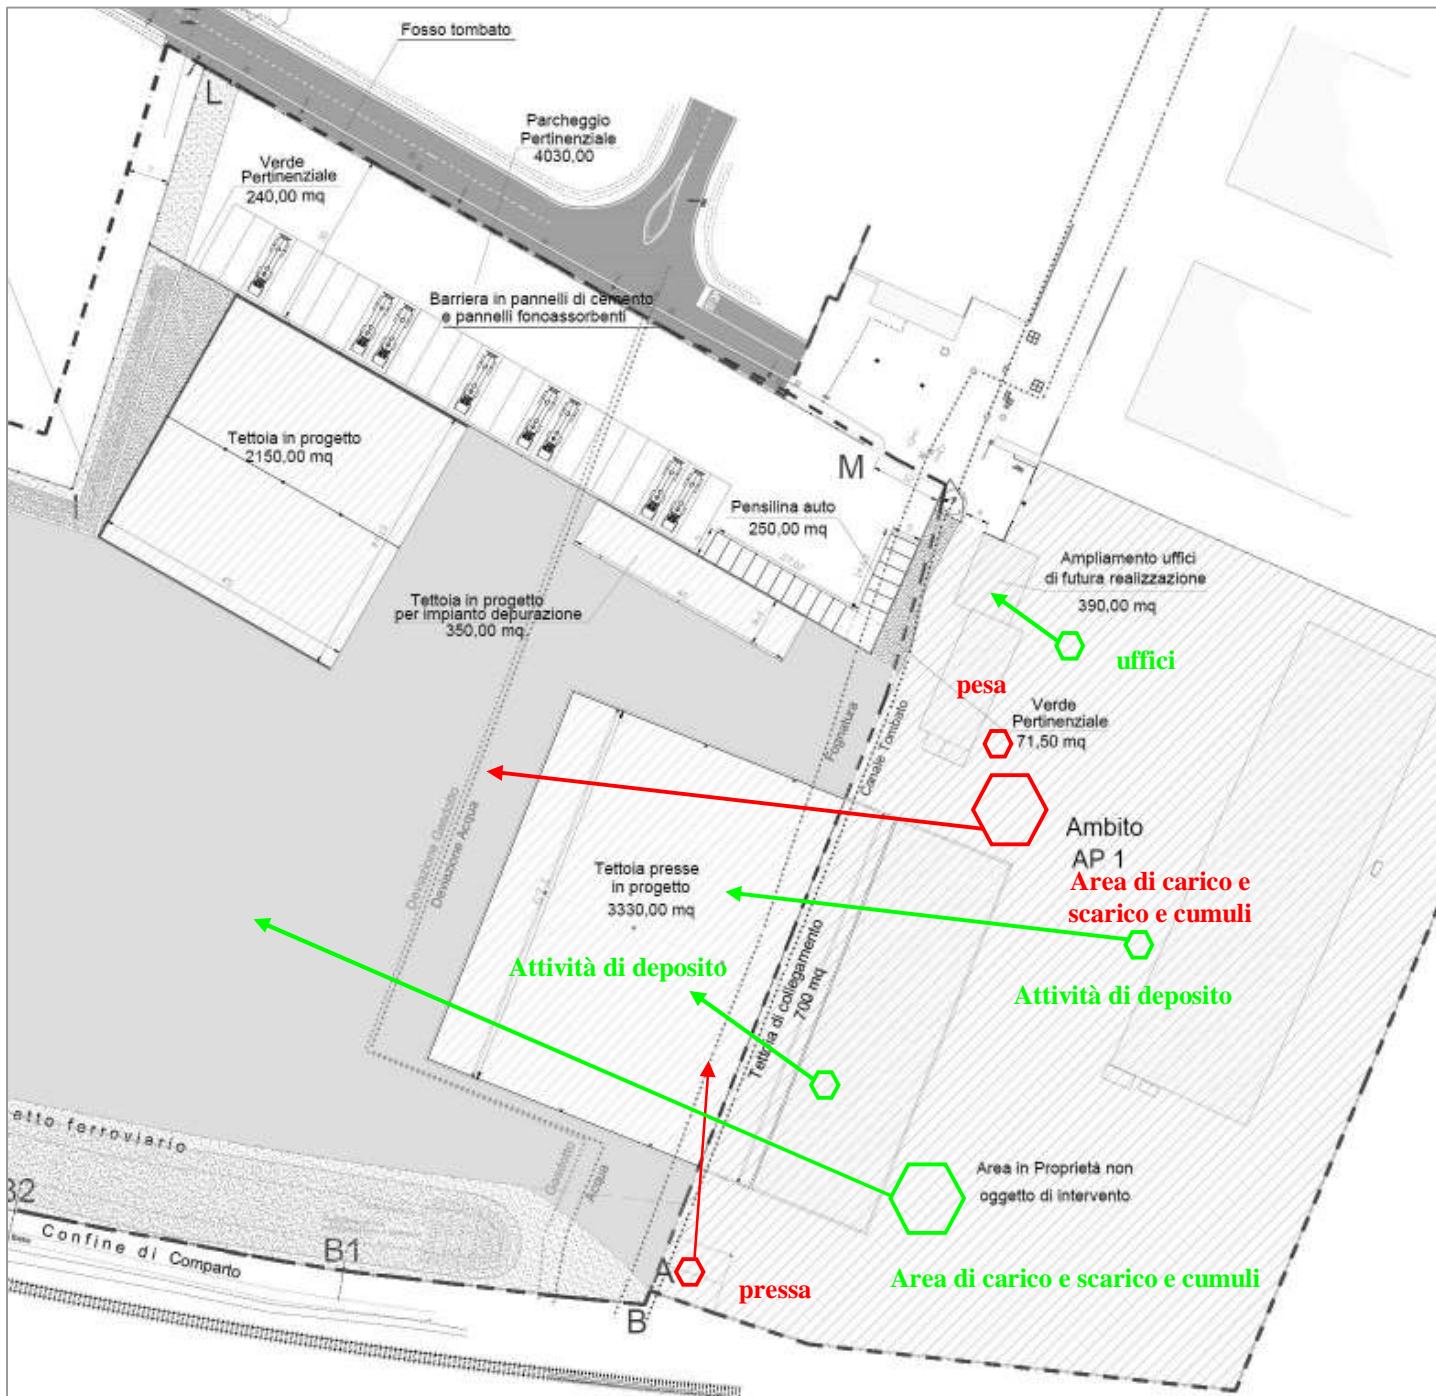 Fosso tombato
L
Parcheggio
Pertinenziale
4030,00
Verde
Pertinenziale
240,00 mq
Barriera in pannelli di cemento
e pannelli fonoassorbenti
Tettoia in progetto
2150,00 mq
M
Pensilina auto
250,00 mq
Ampliamento uffici
di futura realizzazione
390,00 mq
Tettoia in progetto
per impianto depurazione
350,00 mq
uffici
pesa
Verde
Pertinenziale
71,50 mq
Fognatura
Canale Tombato
Deviazione Gasdotto
Deviazione Acqua
Ambito
AP 1
Tettoia presse
in progetto
3330,00 mq
Area di carico e
scarico e cumuli
Attività di deposito
Attività di deposito
Tettoia di collegamento
700 mq
etto ferroviario
Gasdotto
Acqua
Area in Proprietà non
oggetto di intervento
B2
B1
Confine di Comparto
A
B
pressa
Area di carico e scarico e cumuli